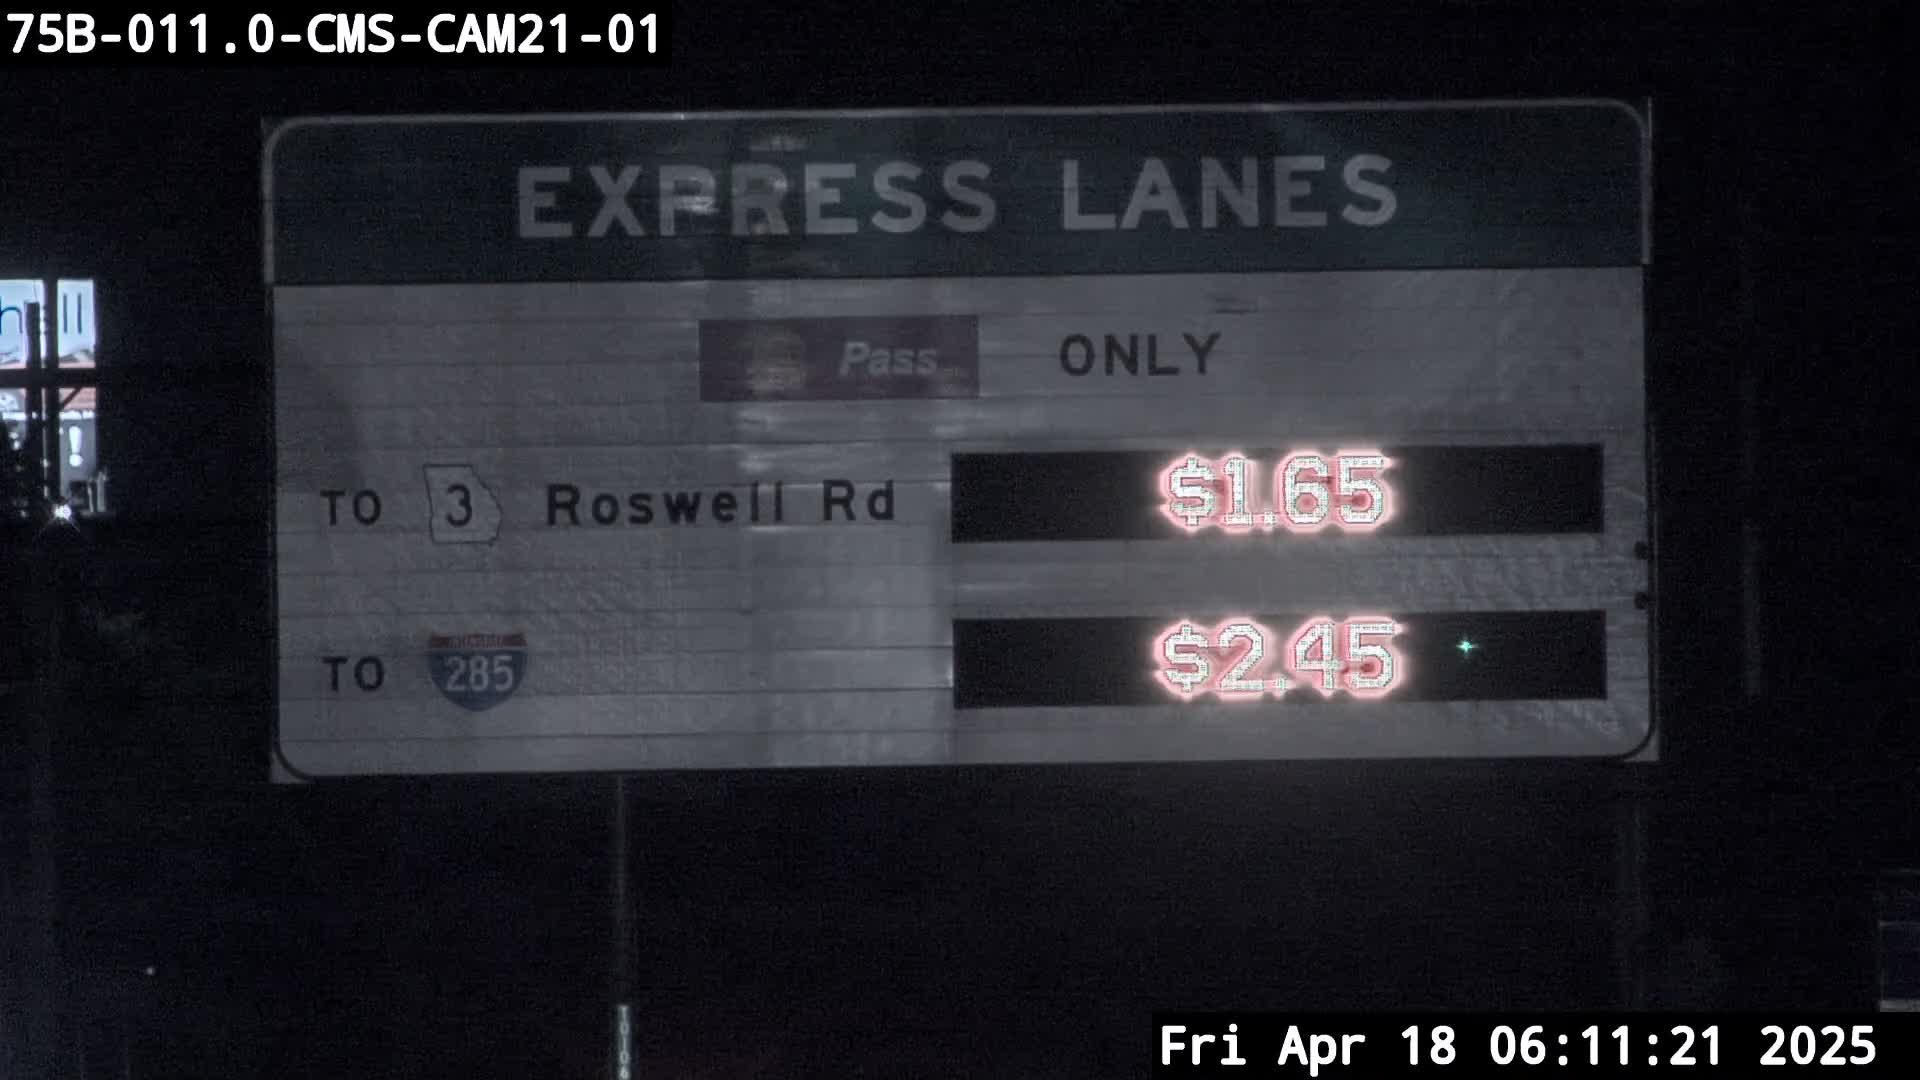 75B-011.0-CMS-CAM21-01
EXPRESS LANES
Pass ONLY
TO 3 Roswell Rd $1.65
TO 285 $2.45
Fri Apr 18 06:11:21 2025